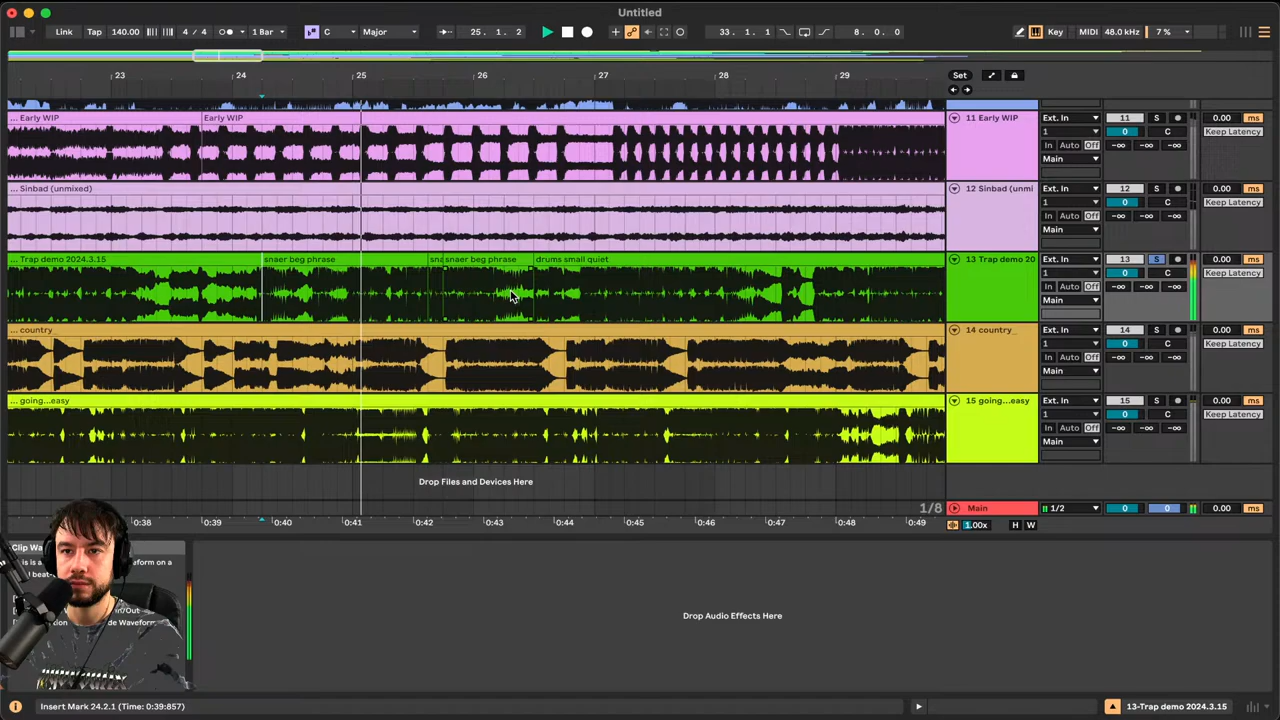 Untitled
Link Tap 140.00 4 / 4 1 Bar C Major 25. 1. 2 33. 1. 1 8. 0. 0 Key MIDI 48.0 kHz 7 %
23 24 25 26 27 28 29 Set
... Early WIP Early WIP 11 Early WIP Ext. In 11 S 0.00 ms
1 0 C Keep Latency
In Auto Off -∞ -∞ -∞
Main
... Sinbad (unmixed) 12 Sinbad (unmi Ext. In 12 S 0.00 ms
1 0 C Keep Latency
In Auto Off -∞ -∞ -∞
Main
... Trap demo 2024.3.15 snaer beg phrase sna snaer beg phrase drums small quiet 13 Trap demo 20 Ext. In 13 S 0.00 ms
1 0 C Keep Latency
In Auto Off -∞ -∞ -∞
Main
... country_ 14 country_ Ext. In 14 S 0.00 ms
1 0 C Keep Latency
In Auto Off -∞ -∞ -∞
Main
... going...easy 15 going...easy Ext. In 15 S 0.00 ms
1 0 C Keep Latency
In Auto Off -∞ -∞ -∞
Main
Drop Files and Devices Here
1/8 Main 1/2 0 0 0.00 ms
0:38 0:39 0:40 0:41 0:42 0:43 0:44 0:45 0:46 0:47 0:48 0:49 1.00x H W
Clip Wa
is is a veform on a
beat-
In/Out
de Wavefor
Drop Audio Effects Here
Insert Mark 24.2.1 (Time: 0:39:857) 13-Trap demo 2024.3.15